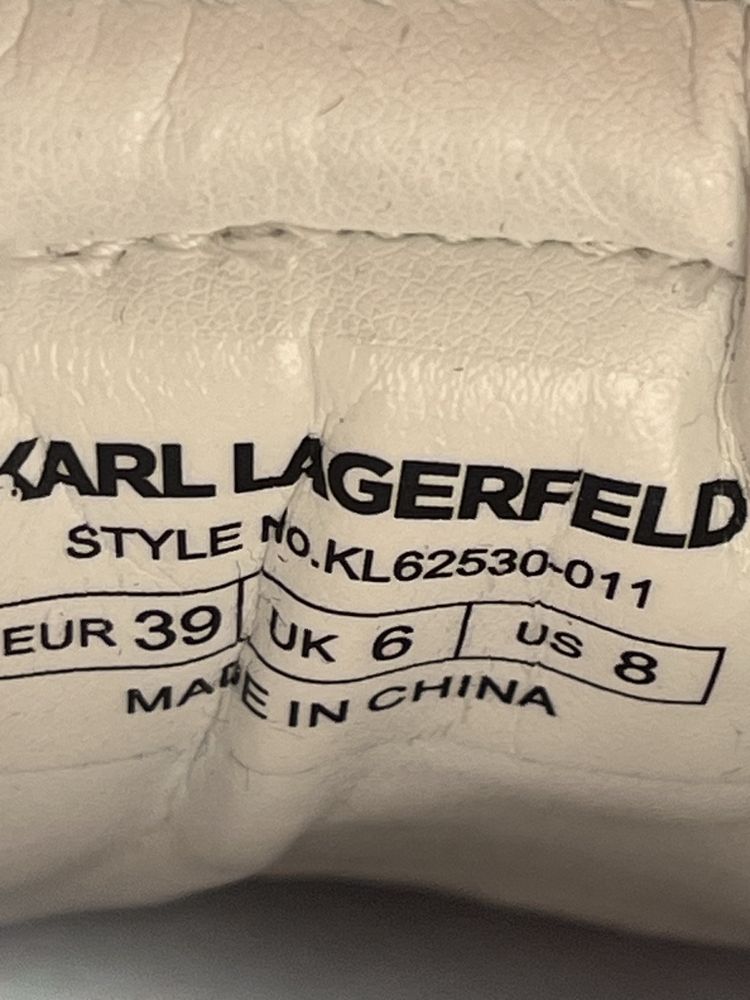 KARL LAGERFELD
STYLE No.KL62530-011
EUR 39 UK 6 US 8
MADE IN CHINA